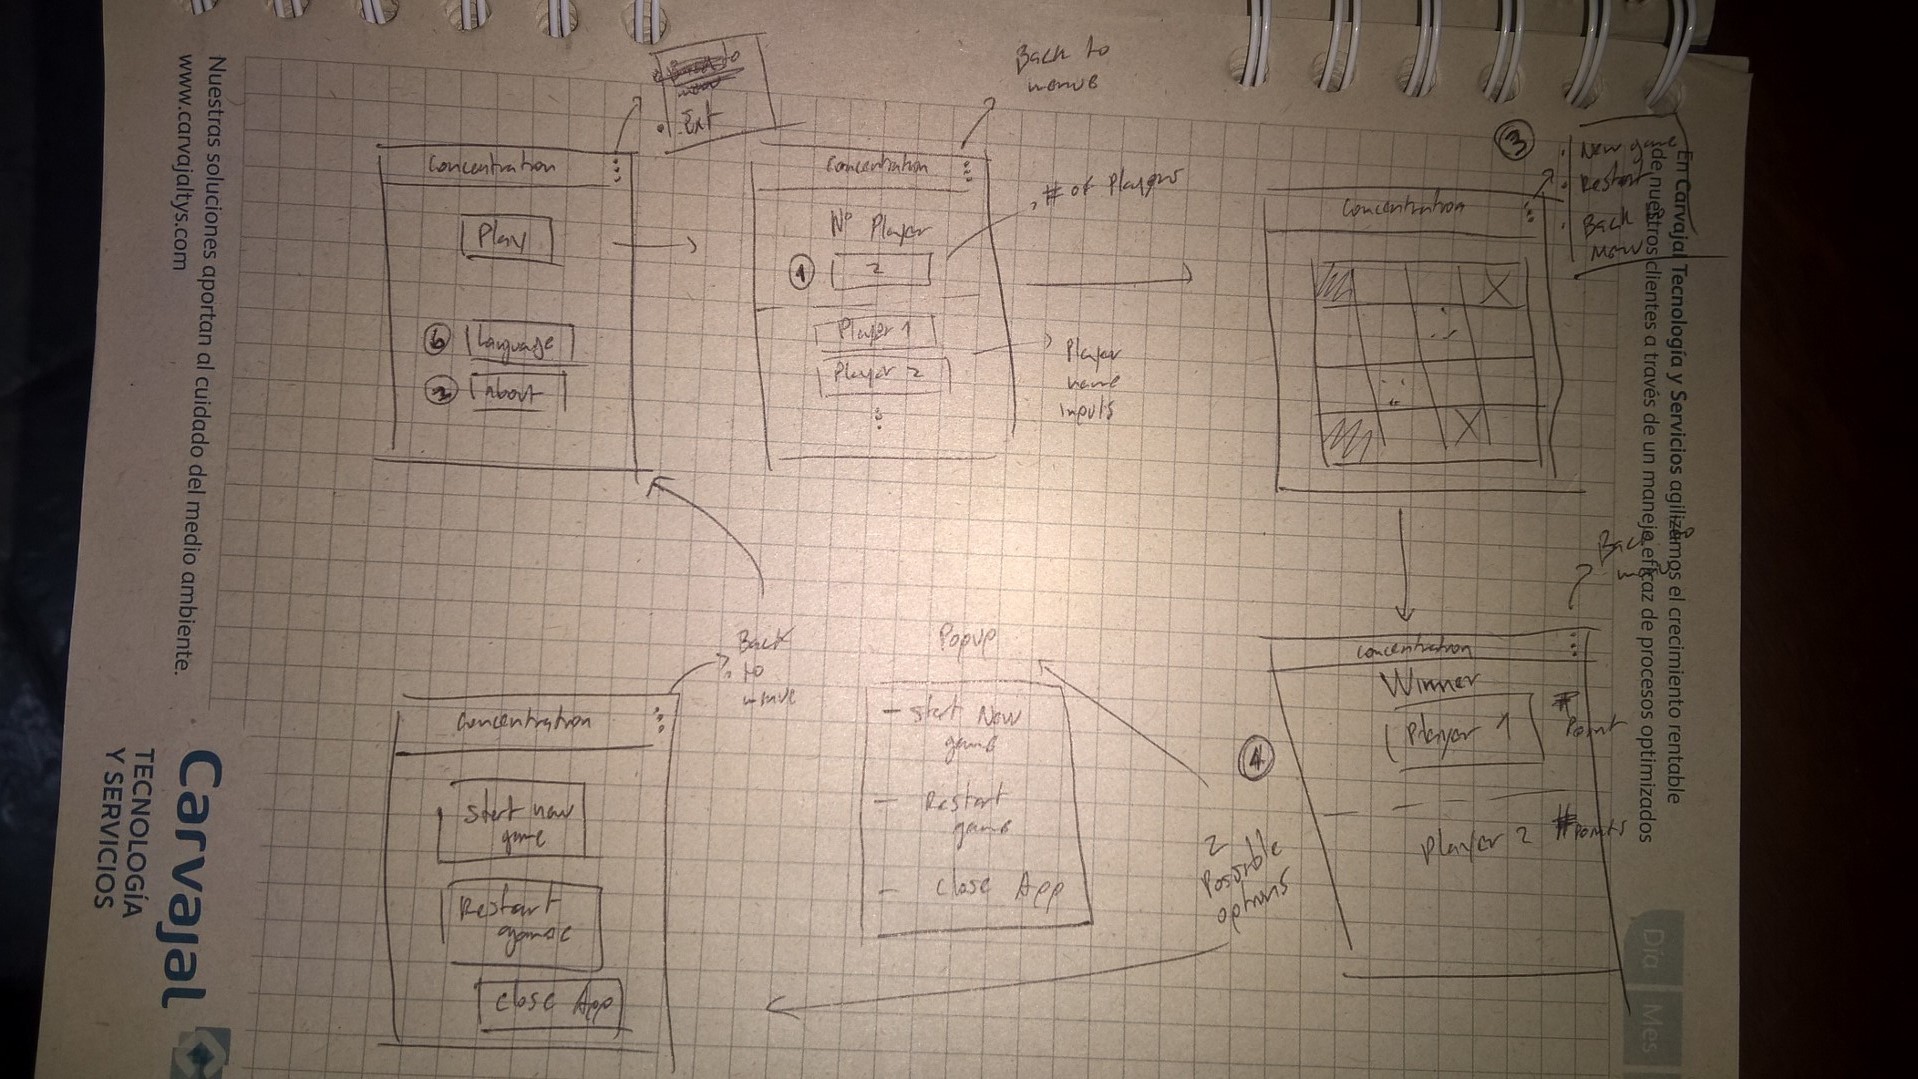 Nuestras soluciones aportan al cuidado del medio ambiente.
www.carvajaltys.com
Carvajal
TECNOLOGÍA
Y SERVICIOS
En Carvajal Tecnología y Servicios agilizamos el crecimiento rentable
de nuestros clientes a través de un manejo eficaz de procesos optimizados
Día
Mes
Concentration
Play
6 Language
2 About
to
Exit
Concentration
Back to
menue
Nº Player
1 2
# of Players
Player 1
Player 2
Player
name
inputs
3
Concentration
New game
Restart
Back
Menu
Concentration
Back
Winner
Player 1
# Point
4
Player 2
# Points
2
Possible
options
Popup
- Start New
game
- Restart
game
- Close App
Back
to
menue
Concentration
Start new
game
Restart
game
Close App